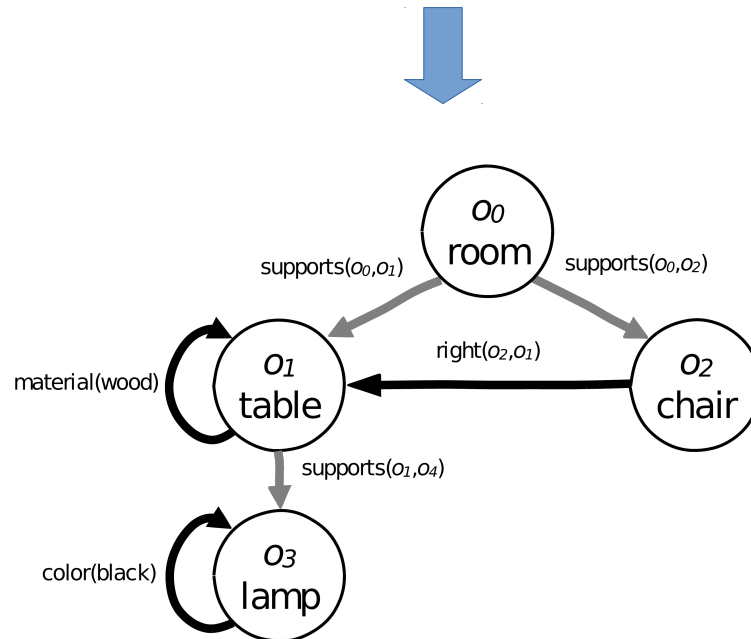 o0
room
supports(o0,o1)
supports(o0,o2)
right(o2,o1)
o1
table
o2
chair
material(wood)
supports(o1,o4)
o3
lamp
color(black)